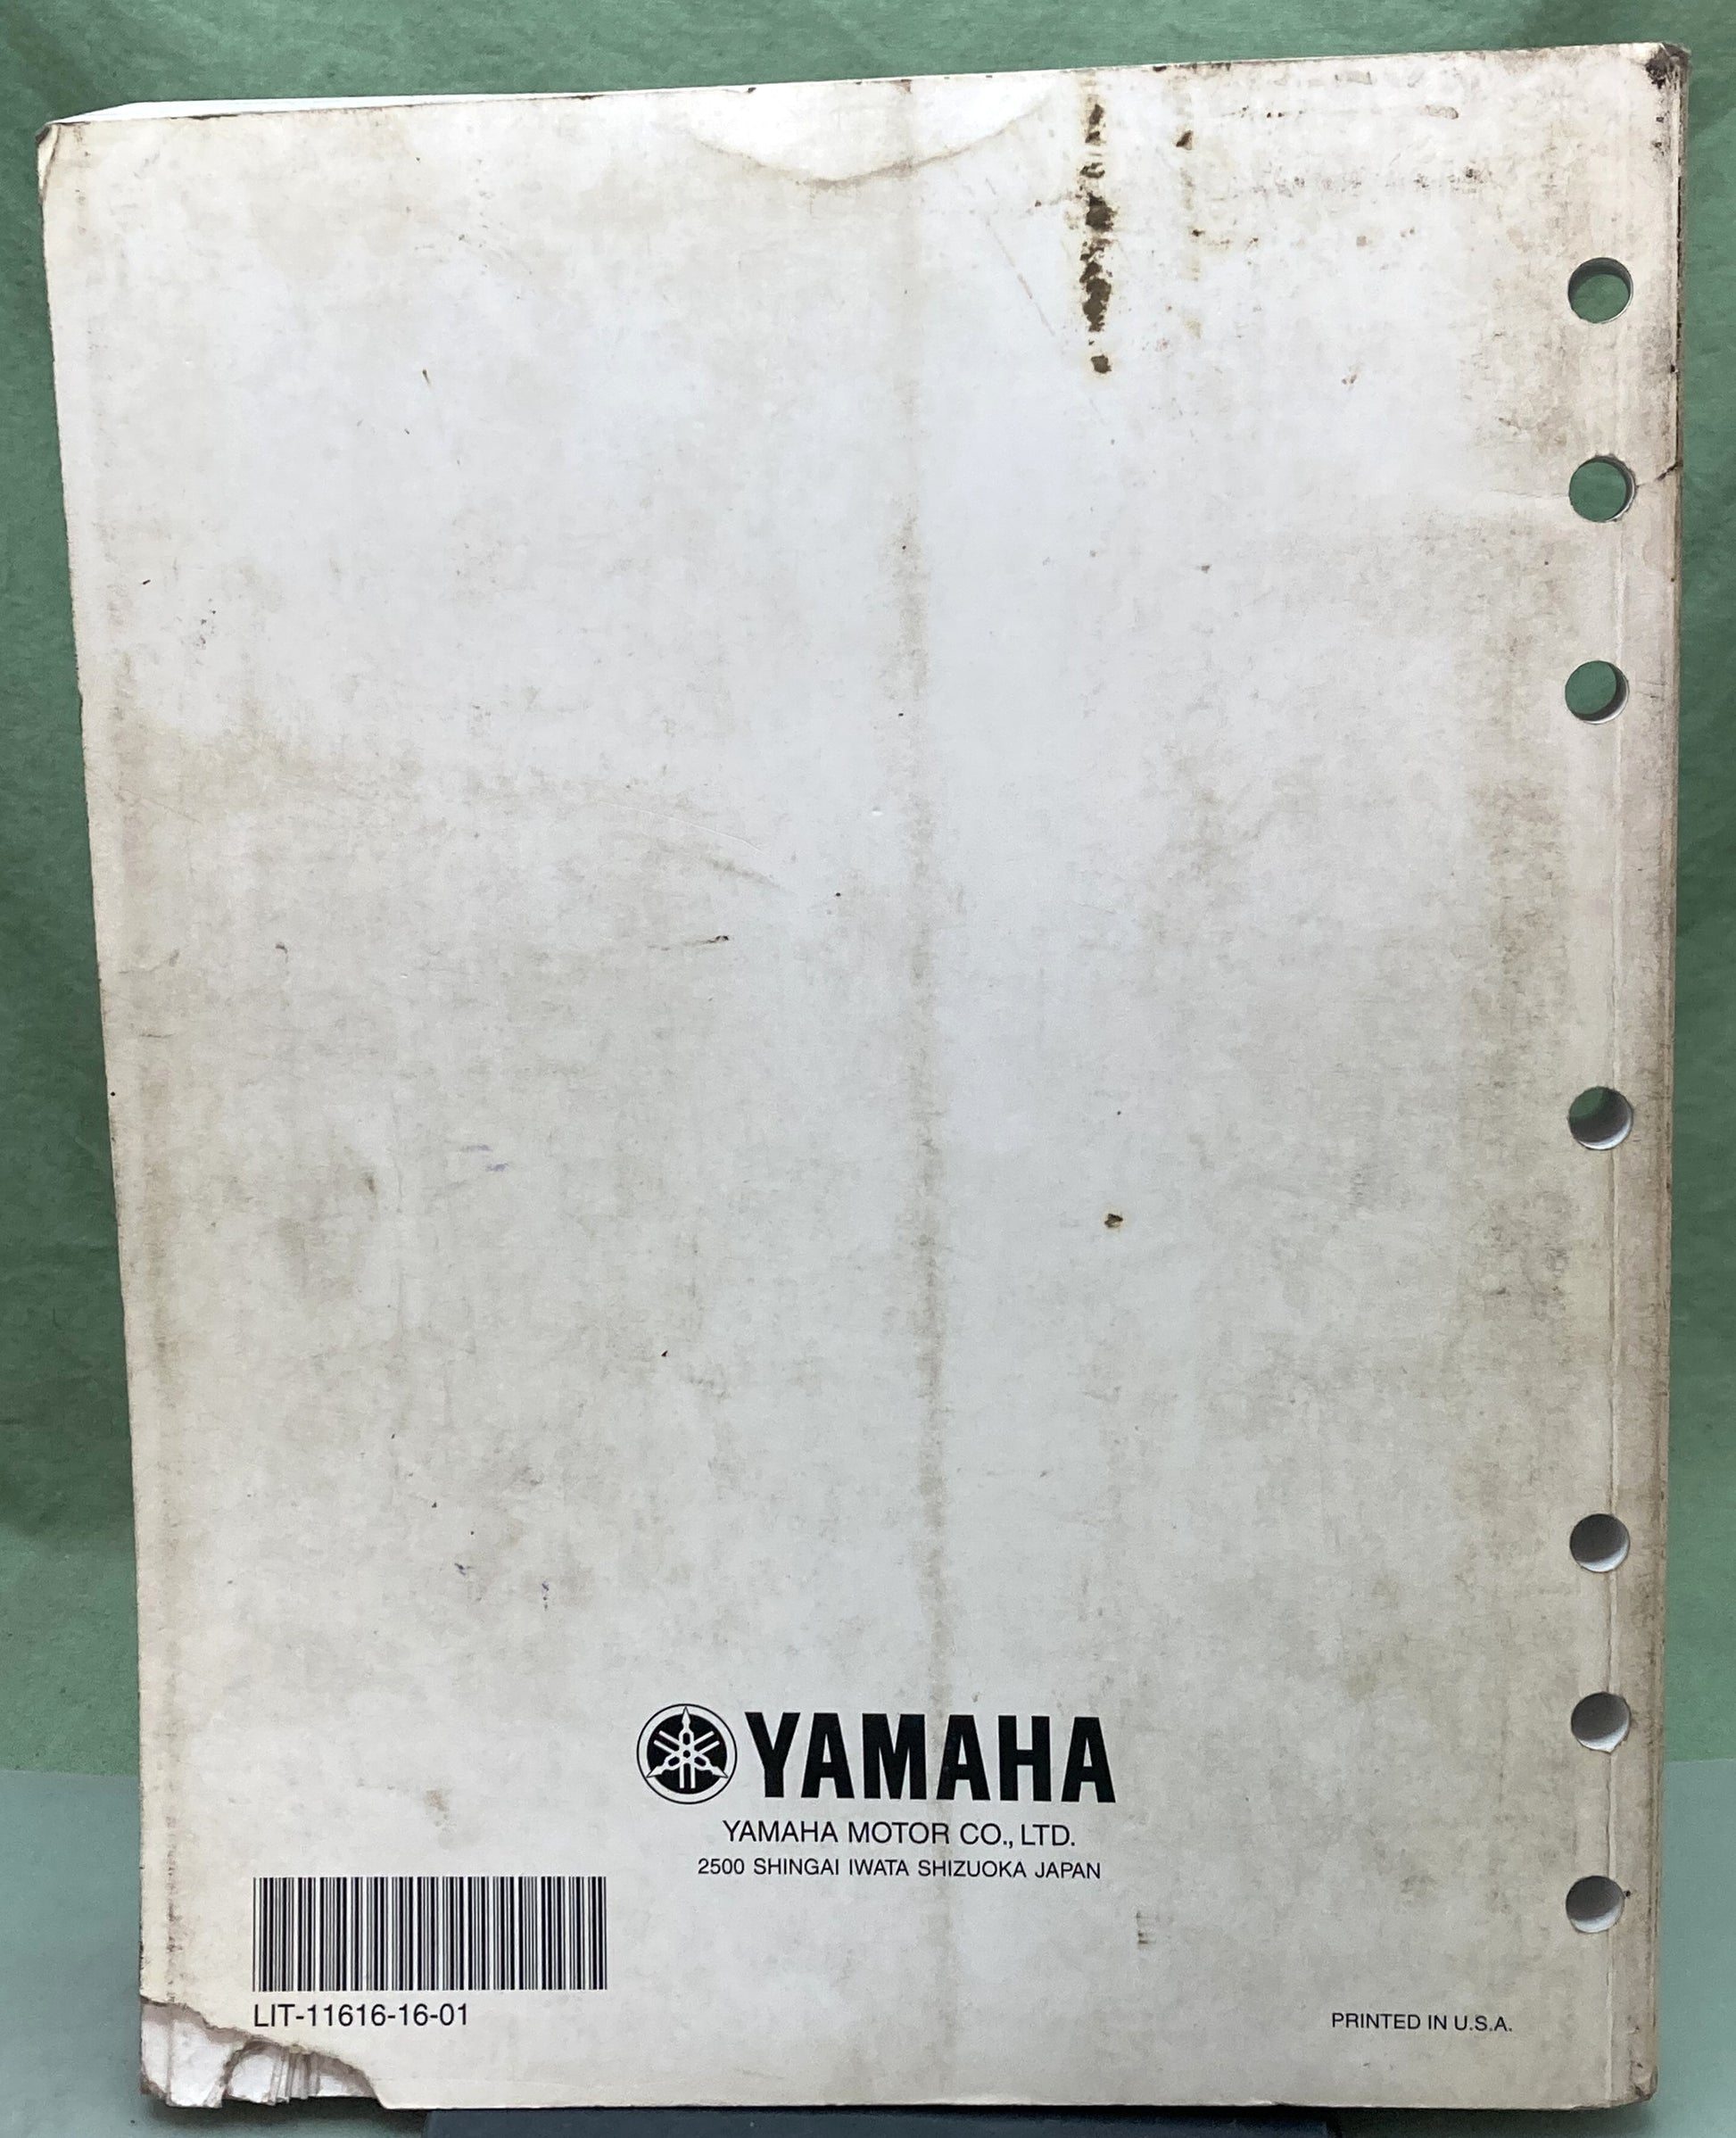 YAMAHA
YAMAHA MOTOR CO., LTD.
2500 SHINGAI IWATA SHIZUOKA JAPAN
LIT-11616-16-01
PRINTED IN U.S.A.